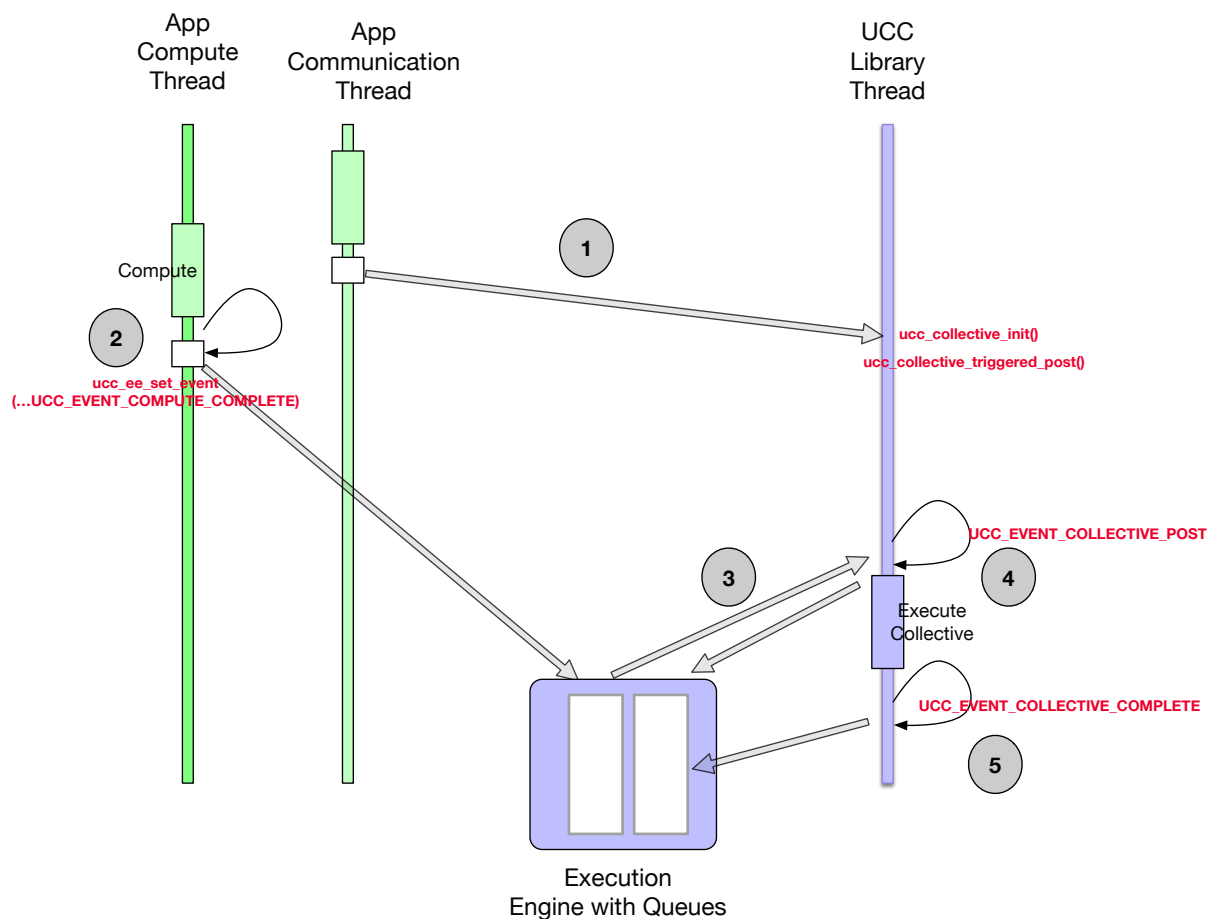 App
Compute
Thread
App
Communication
Thread
UCC
Library
Thread
1
Compute
2
ucc_ee_set_event
(...UCC_EVENT_COMPUTE_COMPLETE)
ucc_collective_init()
ucc_collective_triggered_post()
UCC_EVENT_COLLECTIVE_POST
3
4
Execute
Collective
UCC_EVENT_COLLECTIVE_COMPLETE
5
Execution
Engine with Queues